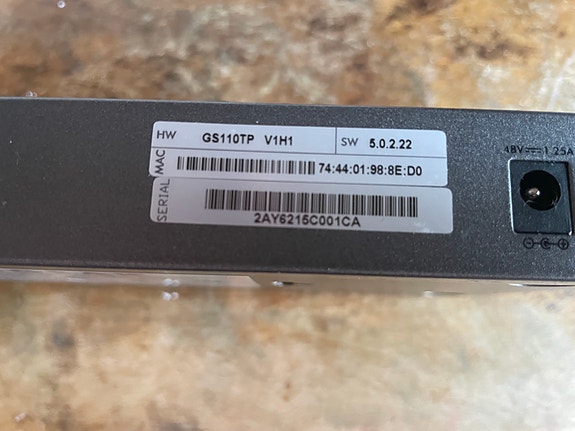 HW GS110TP V1H1 SW 5.0.2.22
MAC 74:44:01:98:8E:D0
SERIAL 2AY6215C001CA
48V⎓1.25A